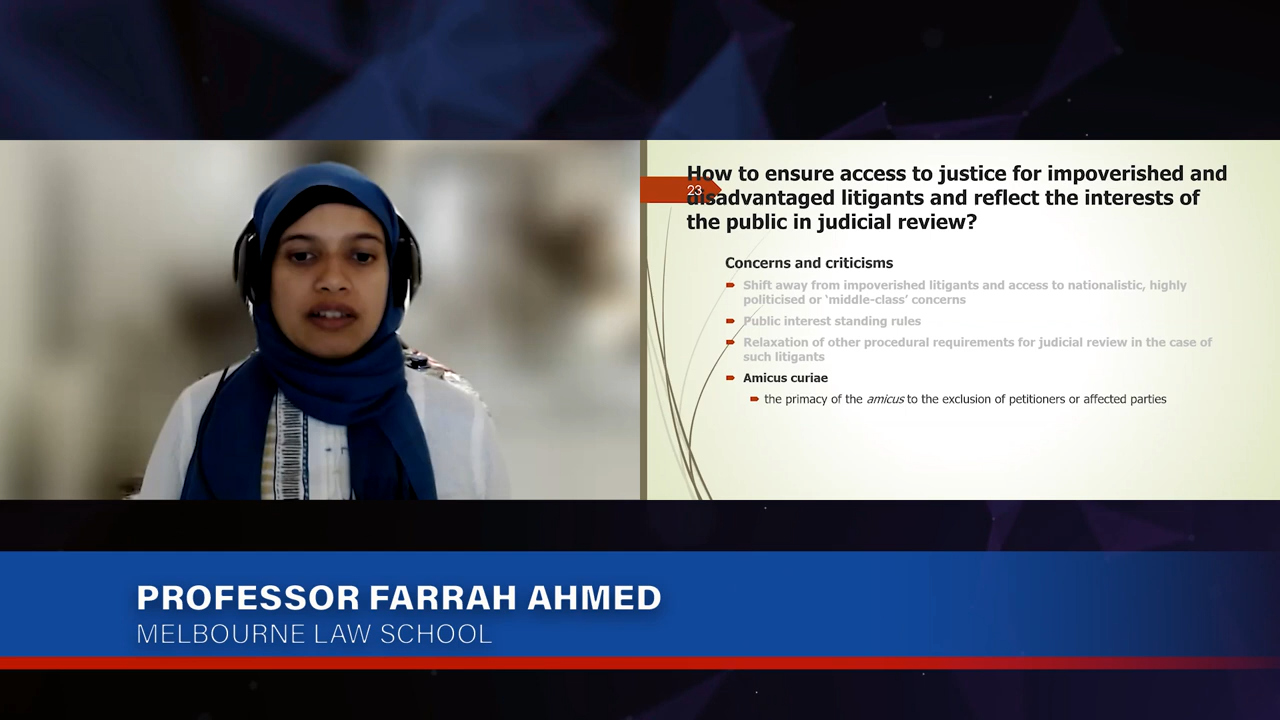 How to ensure access to justice for impoverished and
23
disadvantaged litigants and reflect the interests of
the public in judicial review?
Concerns and criticisms
Shift away from impoverished litigants and access to nationalistic, highly
politicised or ‘middle-class’ concerns
Public interest standing rules
Relaxation of other procedural requirements for judicial review in the case of
such litigants
Amicus curiae
the primacy of the amicus to the exclusion of petitioners or affected parties
PROFESSOR FARRAH AHMED
MELBOURNE LAW SCHOOL